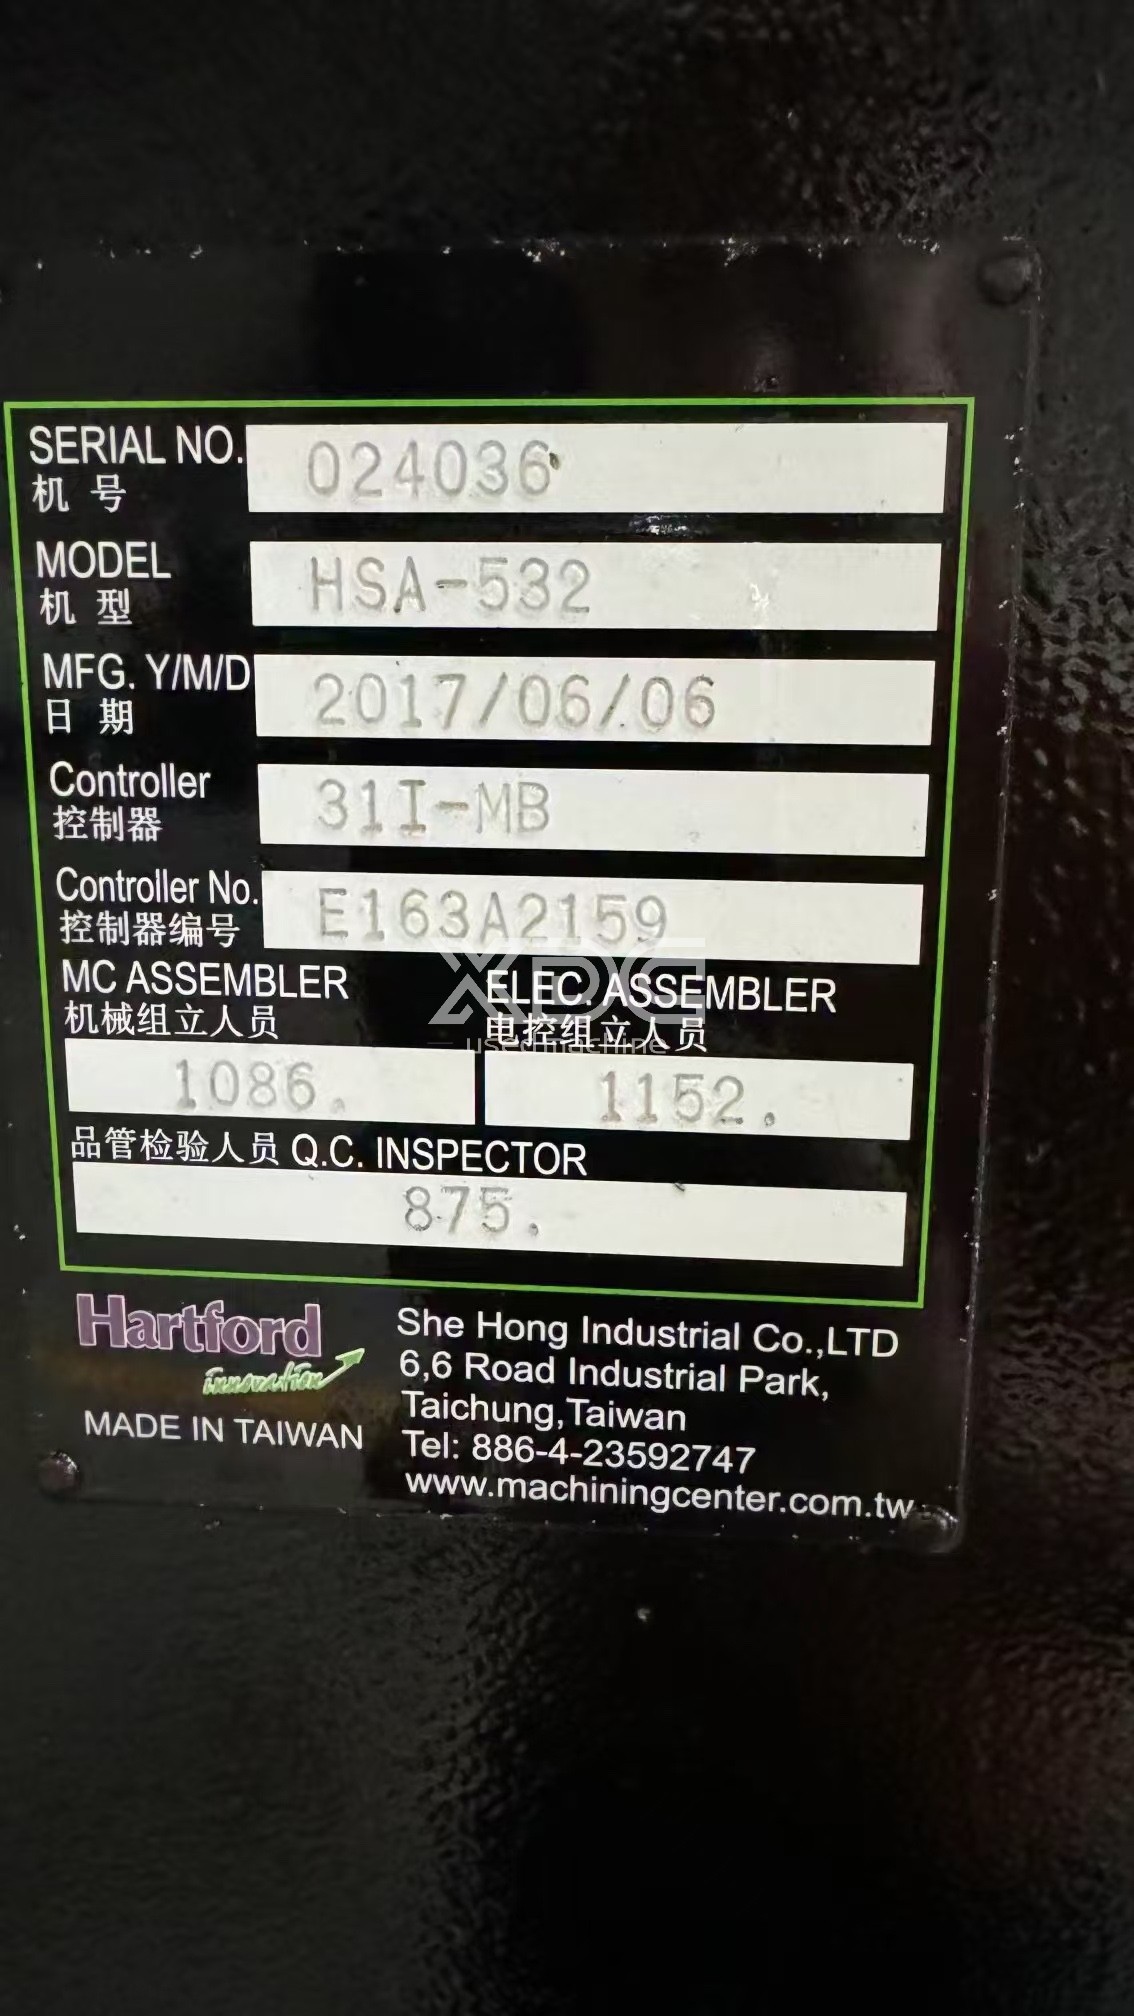 SERIAL NO. 024036
机 号
MODEL HSA-532
机 型
MFG. Y/M/D 2017/06/06
日 期
Controller 31I-MB
控制器
Controller No. E163A2159
控制器编号
MC ASSEMBLER ELEC. ASSEMBLER
机械组立人员 电控组立人员
1086. 1152.
品管检验人员 Q.C. INSPECTOR
875.
Hartford
innovation
MADE IN TAIWAN
She Hong Industrial Co.,LTD
6,6 Road Industrial Park,
Taichung,Taiwan
Tel: 886-4-23592747
www.machiningcenter.com.tw
XDC
used machine